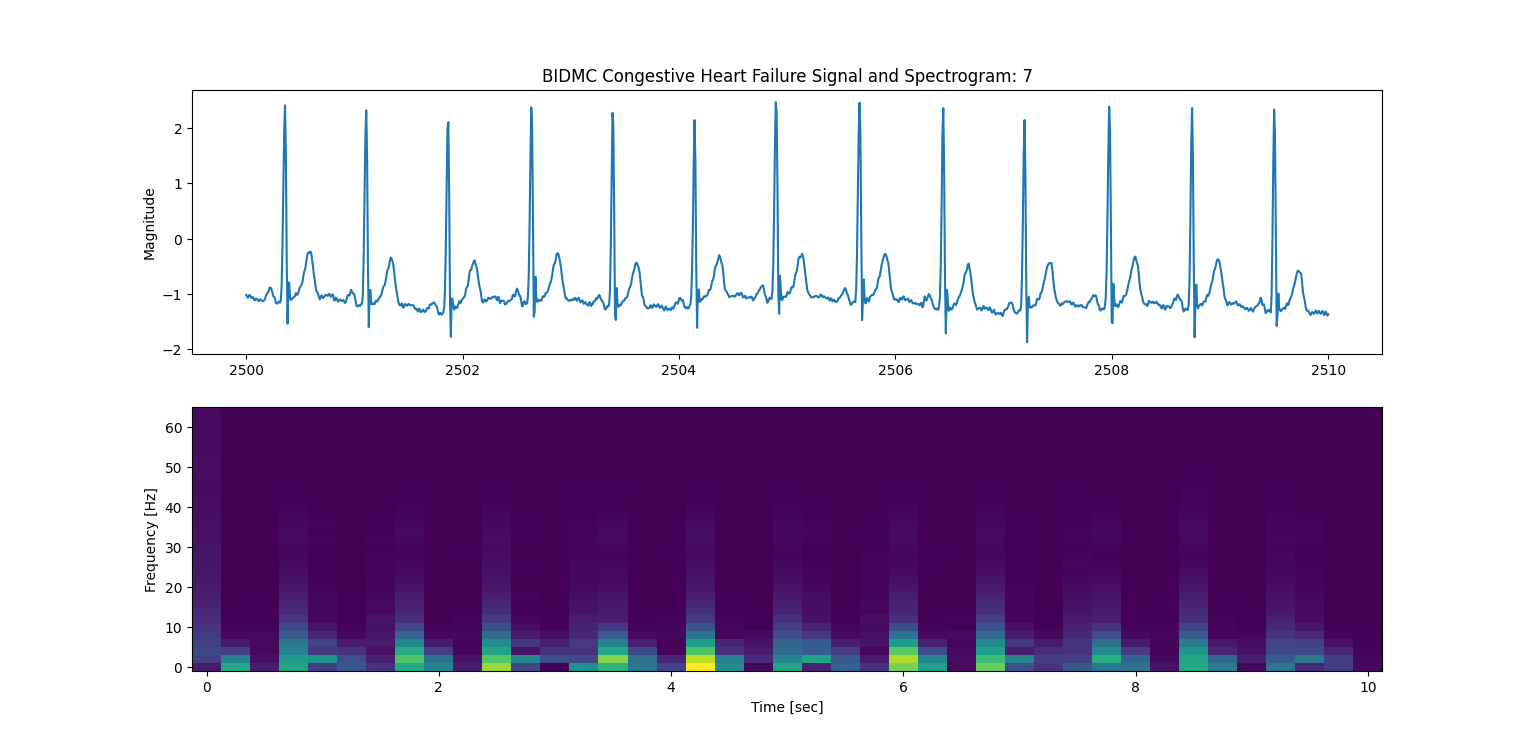 BIDMC Congestive Heart Failure Signal and Spectrogram: 7
Magnitude
2
1
0
−1
−2
2500 2502 2504 2506 2508 2510
Frequency [Hz]
60
50
40
30
20
10
0
0 2 4 6 8 10
Time [sec]